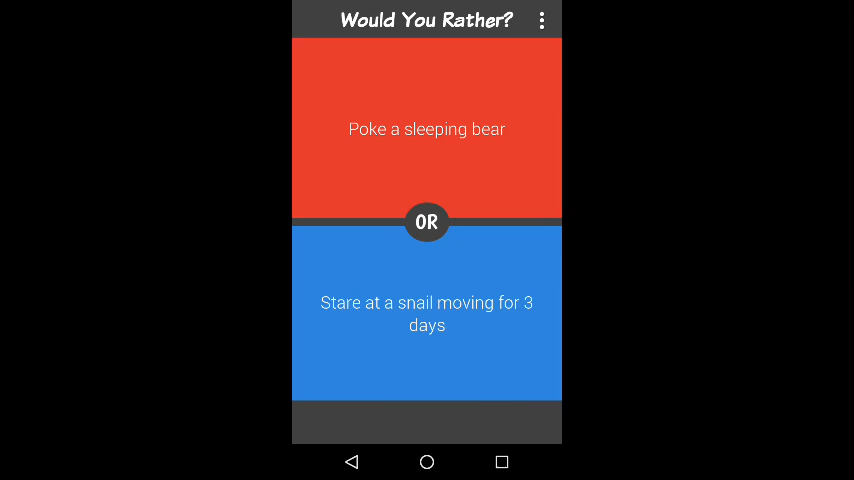 Would You Rather?
Poke a sleeping bear
OR
Stare at a snail moving for 3
days